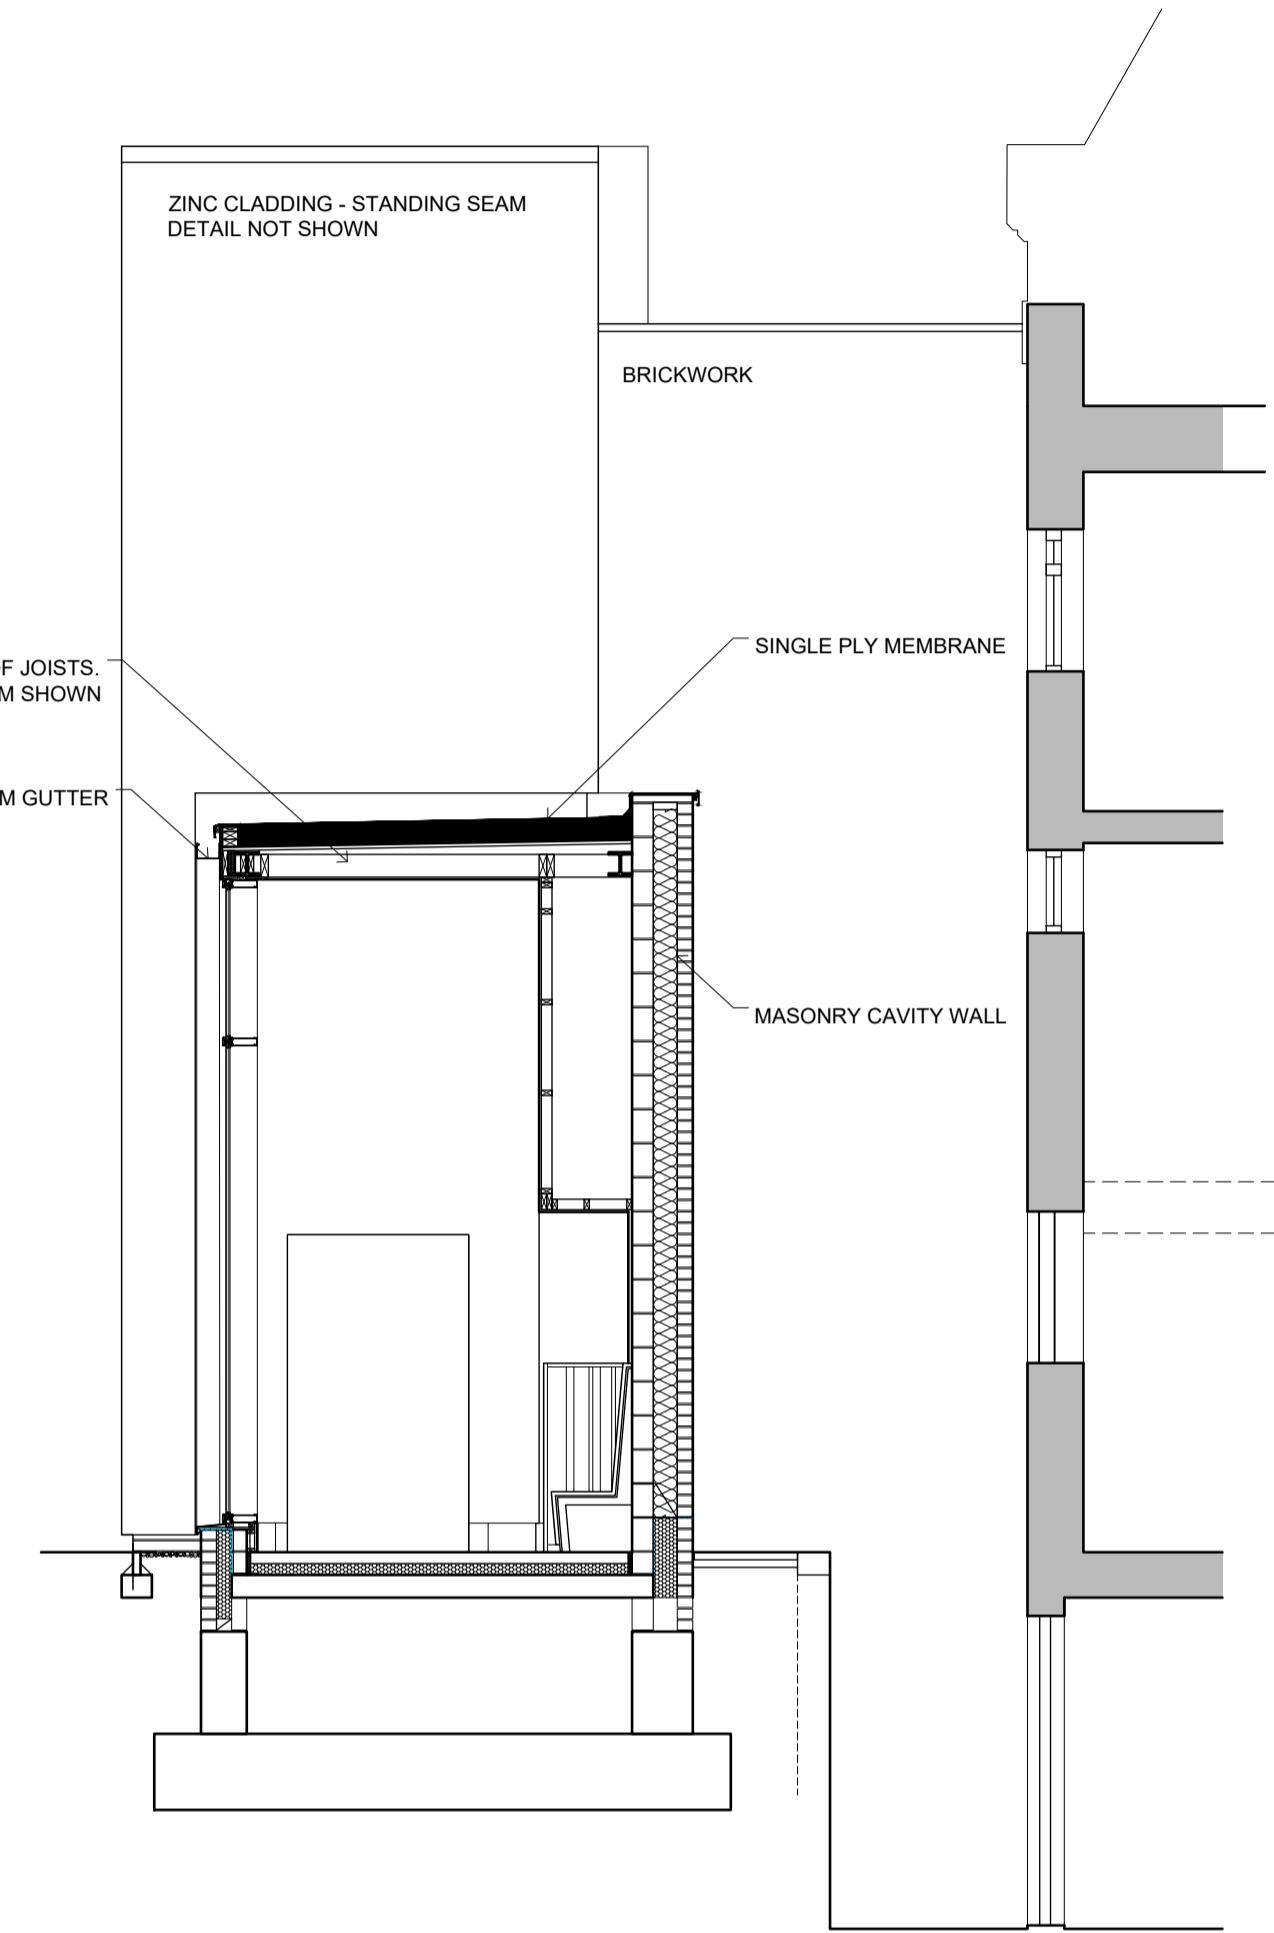 ZINC CLADDING - STANDING SEAM
DETAIL NOT SHOWN
BRICKWORK
SINGLE PLY MEMBRANE
JOISTS.
SHOWN
GUTTER
MASONRY CAVITY WALL